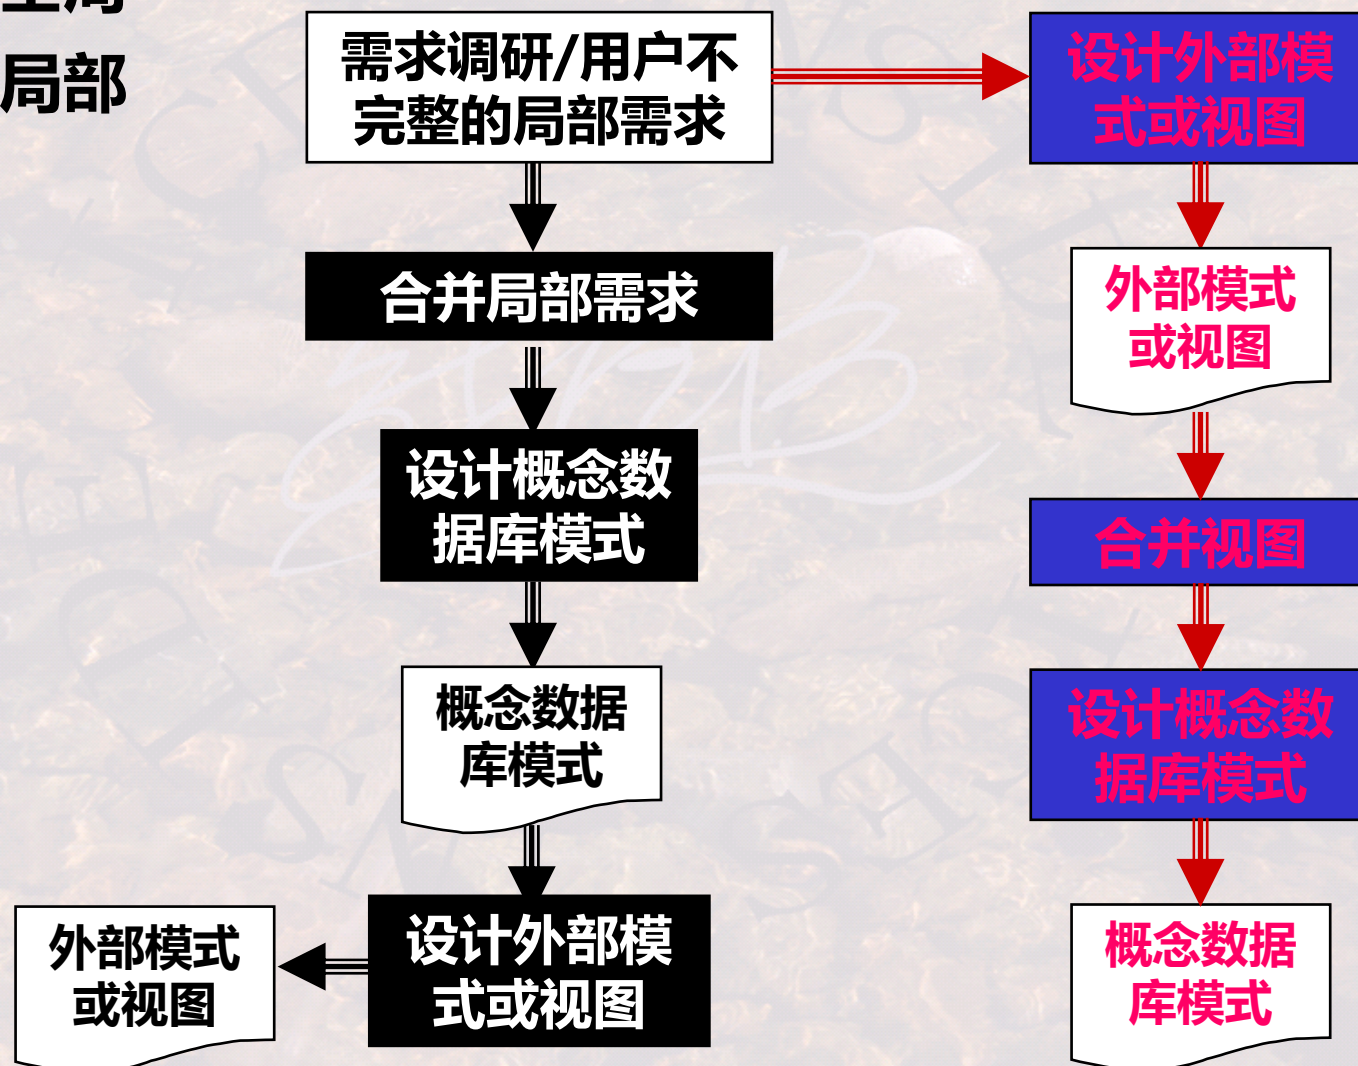 局部
需求调研/用户不
完整的局部需求
合并局部需求
设计概念数
据库模式
概念数据
库模式
设计外部模
式或视图
外部模式
或视图
设计外部模
式或视图
外部模式
或视图
合并视图
设计概念数
据库模式
概念数据
库模式